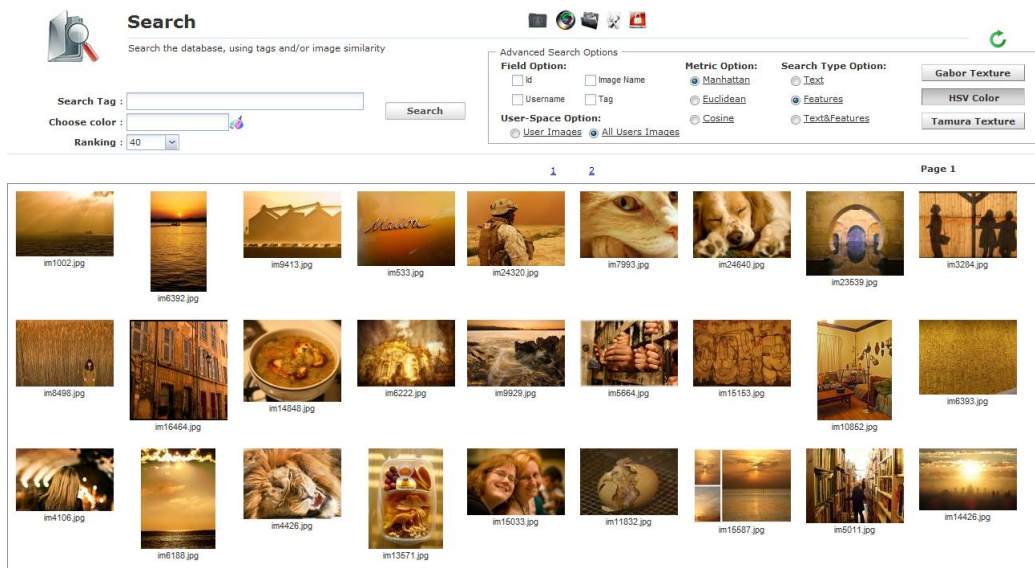 Search
Search the database, using tags and/or image similarity
Search Tag :
Search
Choose color :
Ranking : 40
Advanced Search Options
Field Option:
Id
Image Name
Username
Tag
User-Space Option:
User Images
All Users Images
Metric Option:
Manhattan
Euclidean
Cosine
Search Type Option:
Text
Features
Text&Features
Gabor Texture
HSV Color
Tamura Texture
1 2 Page 1
im1002.jpg
im6392.jpg
im9413.jpg
im533.jpg
im24320.jpg
im7993.jpg
im24640.jpg
im23539.jpg
im3284.jpg
im8498.jpg
im16464.jpg
im14848.jpg
im6222.jpg
im9929.jpg
im5664.jpg
im15153.jpg
im10852.jpg
im6393.jpg
im4106.jpg
im6188.jpg
im4426.jpg
im13571.jpg
im15033.jpg
im11832.jpg
im15587.jpg
im5011.jpg
im14426.jpg